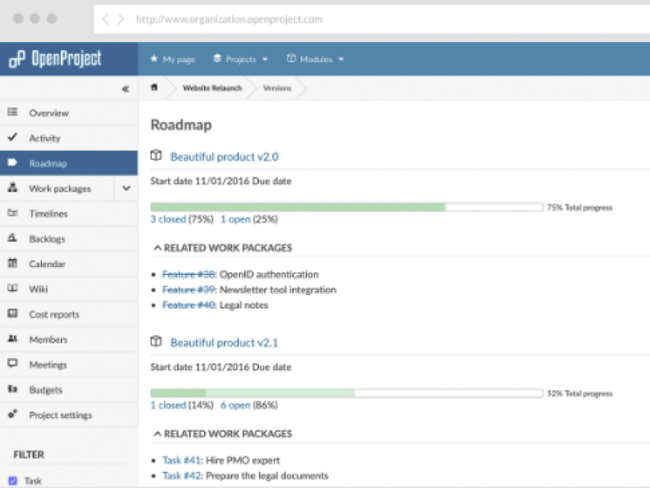 http://www.organization.openproject.com
OpenProject
My page Projects Modules
«
Website Relaunch Versions
Overview
Activity
Roadmap
Work packages
Timelines
Backlogs
Calendar
Wiki
Cost reports
Members
Meetings
Budgets
Project settings
FILTER
Task
Roadmap
Beautiful product v2.0
Start date 11/01/2016 Due date
75% Total progress
3 closed (75%) 1 open (25%)
RELATED WORK PACKAGES
• Feature #38: OpenID authentication
• Feature #39: Newsletter tool integration
• Feature #40: Legal notes
Beautiful product v2.1
Start date 11/01/2016 Due date
52% Total progress
1 closed (14%) 6 open (86%)
RELATED WORK PACKAGES
• Task #41: Hire PMO expert
• Task #42: Prepare the legal documents